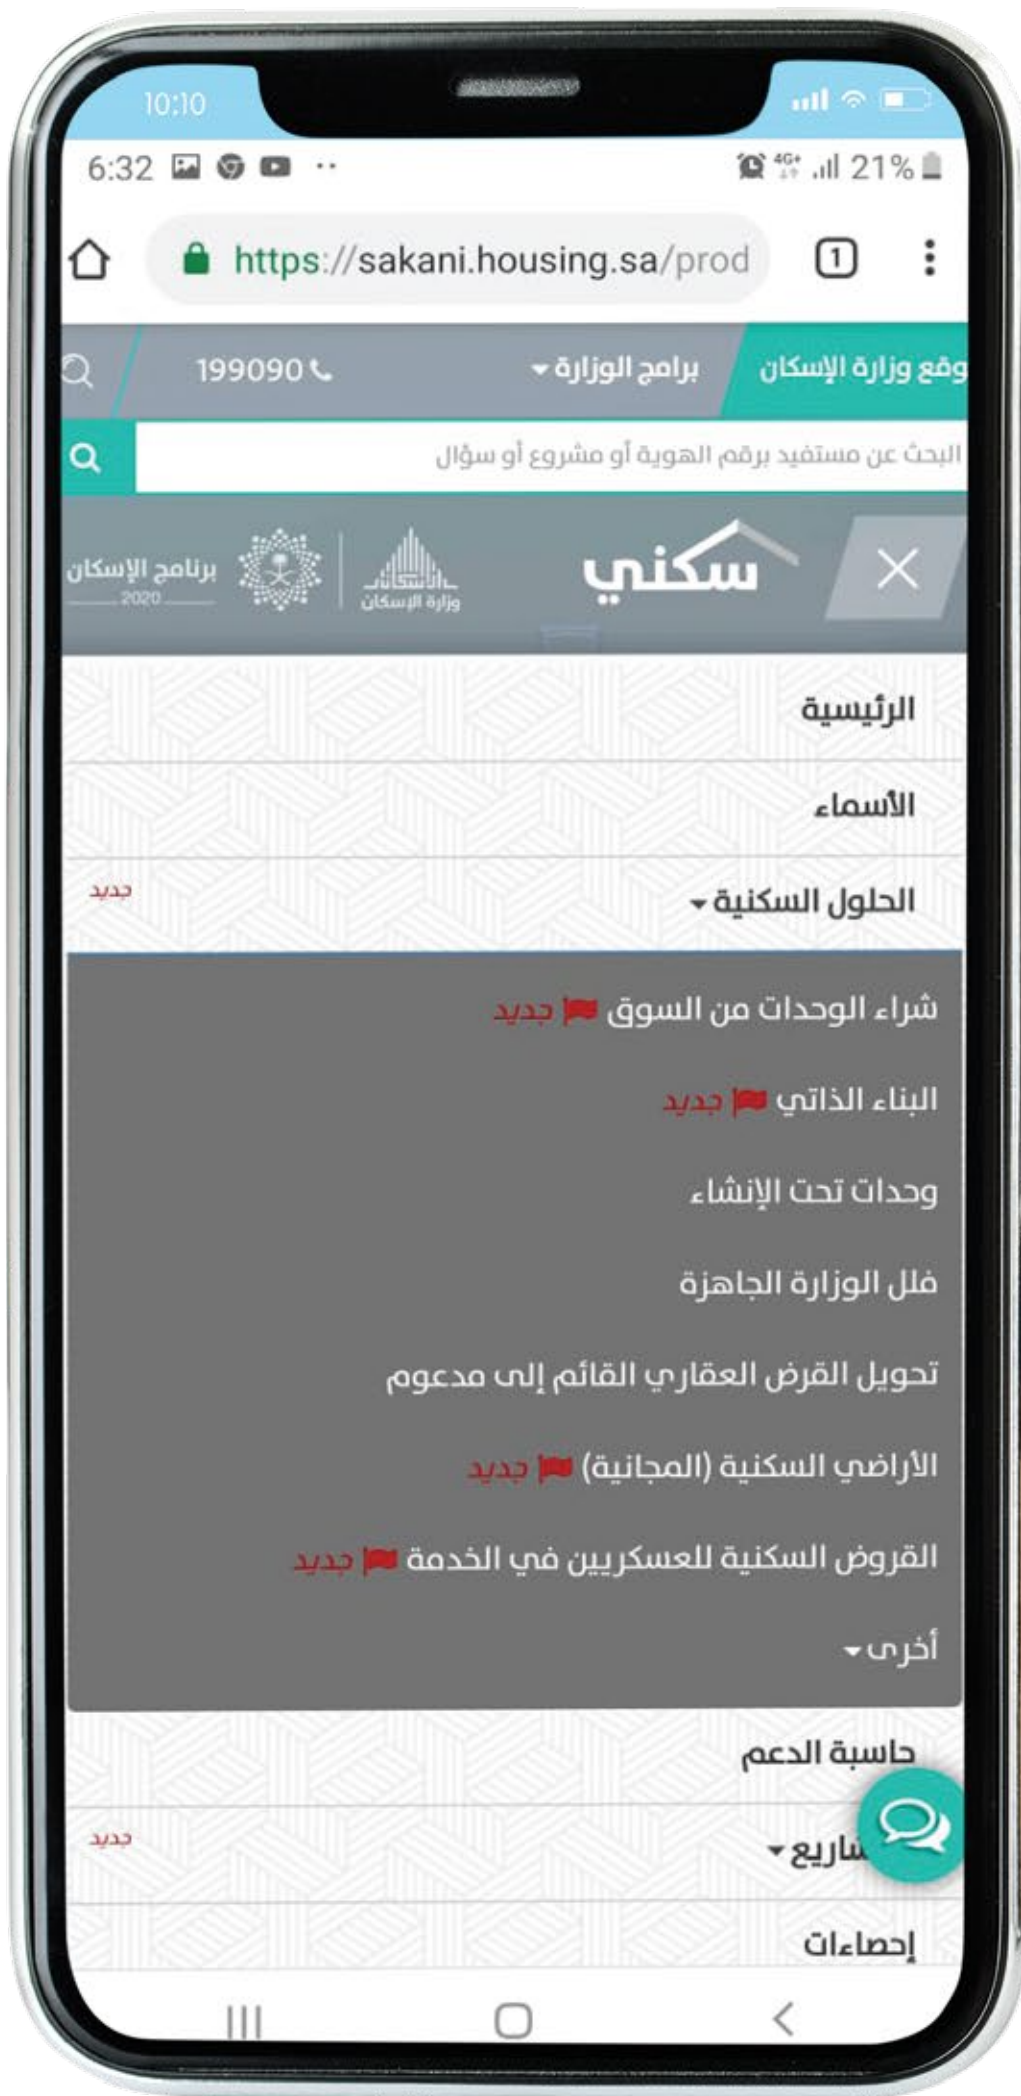 10:10
6:32 4G+ 21%
https://sakani.housing.sa/prod 1
وقع وزارة الإسكان برامج الوزارة 199090
البحث عن مستفيد برقم الهوية أو مشروع أو سؤال
سكني وزارة الإسكان برنامج الإسكان
2020
الرئيسية
الأسماء
الحلول السكنية جديد
شراء الوحدات من السوق جديد
البناء الذاتي جديد
وحدات تحت الإنشاء
فلل الوزارة الجاهزة
تحويل القرض العقاري القائم إلى مدعوم
الأراضي السكنية (المجانية) جديد
القروض السكنية للعسكريين في الخدمة جديد
أخرى
حاسبة الدعم
شاريع جديد
إحصاءات